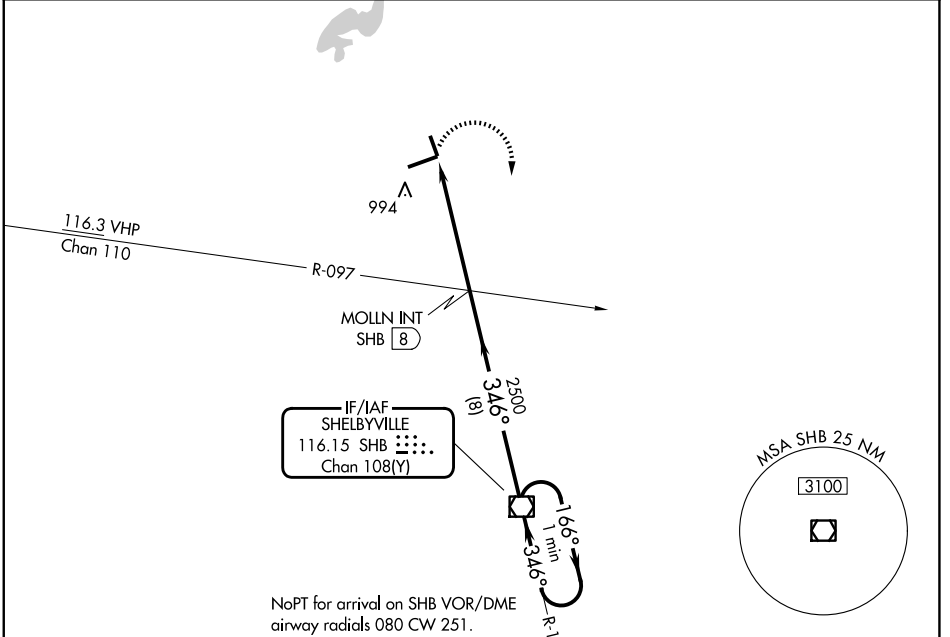 994
116.3 VHP
Chan 110
R-097
MOLLN INT
SHB 8
2500
346°
(8)
IF/IAF
SHELBYVILLE
116.15 SHB
Chan 108(Y)
MSA SHB 25 NM
3100
166°
1 min
346°
R-1
NoPT for arrival on SHB VOR/DME
airway radials 080 CW 251.